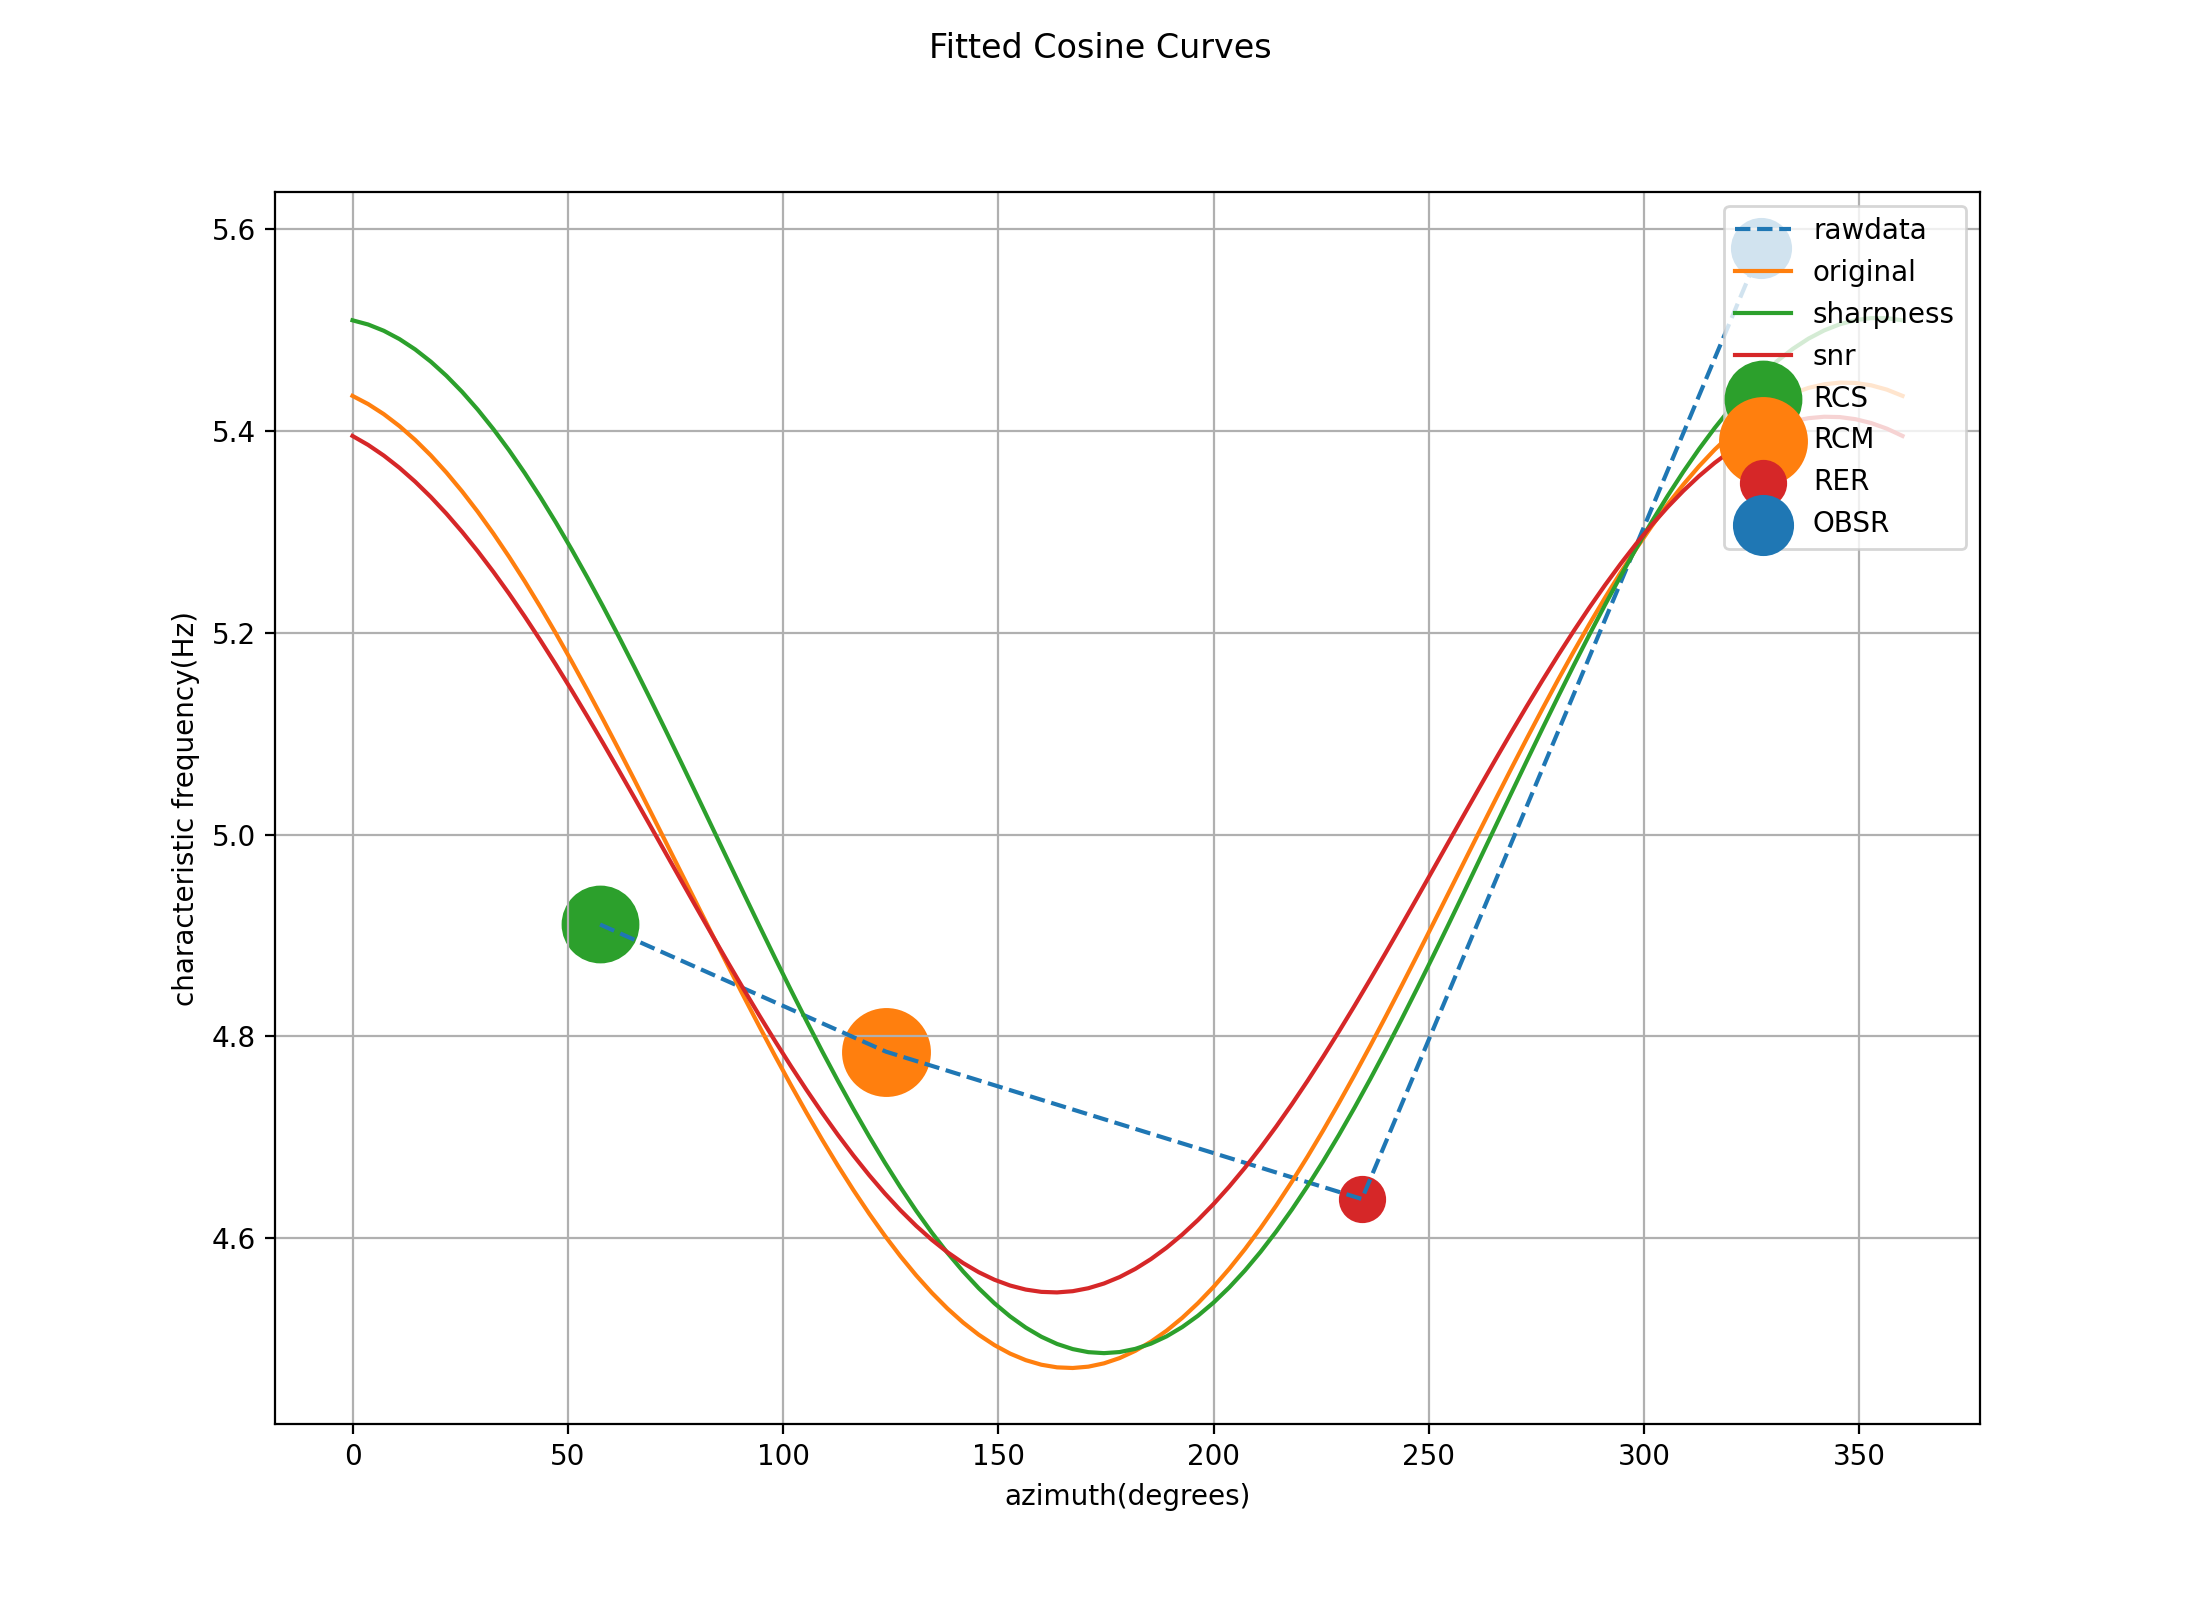 Fitted Cosine Curves
5.6
5.4
5.2
5.0
4.8
4.6
characteristic frequency(Hz)
rawdata
original
sharpness
snr
RCS
RCM
RER
OBSR
0 50 100 150 200 250 300 350
azimuth(degrees)